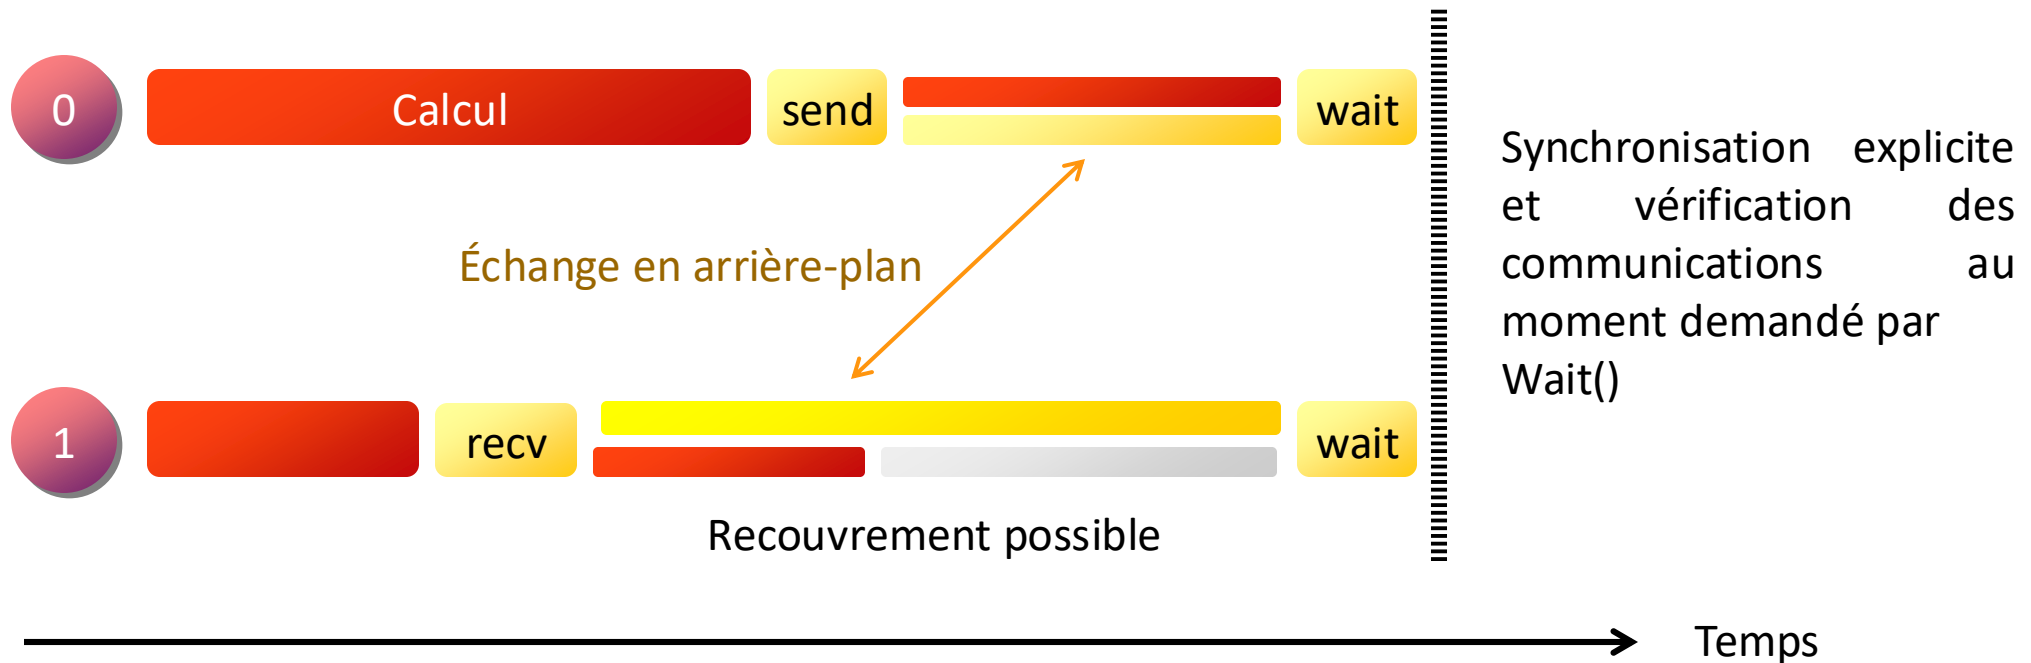 0
Calcul
send
wait
Échange en arrière-plan
1
recv
wait
Recouvrement possible
Synchronisation explicite
et vérification des
communications au
moment demandé par
Wait()
Temps